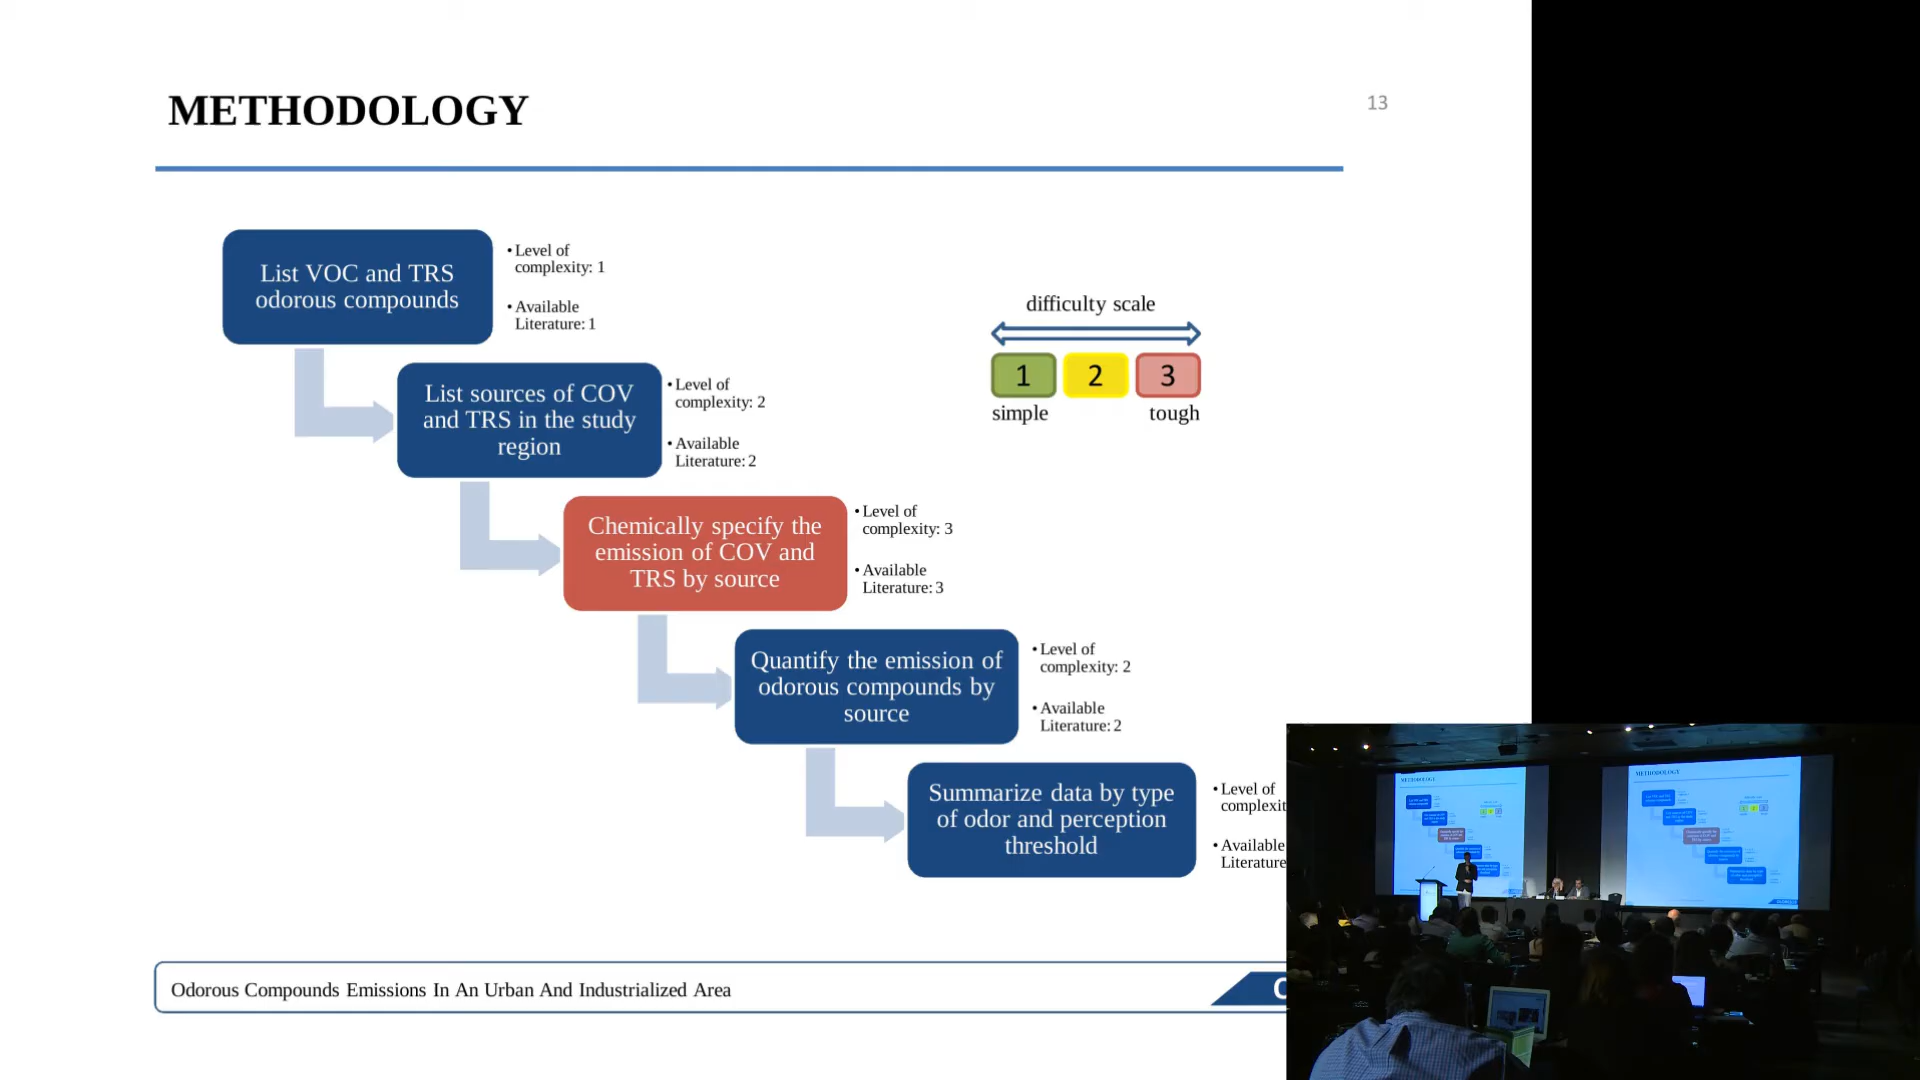 METHODOLOGY
13
List VOC and TRS
odorous compounds
• Level of
complexity: 1
• Available
Literature: 1
difficulty scale
1 2 3
simple tough
List sources of COV
and TRS in the study
region
• Level of
complexity: 2
• Available
Literature: 2
Chemically specify the
emission of COV and
TRS by source
• Level of
complexity: 3
• Available
Literature: 3
Quantify the emission of
odorous compounds by
source
• Level of
complexity: 2
• Available
Literature: 2
Summarize data by type
of odor and perception
threshold
• Level of
• Available
Literature
Odorous Compounds Emissions In An Urban And Industrialized Area
METHODOLOGY
METHODOLOGY